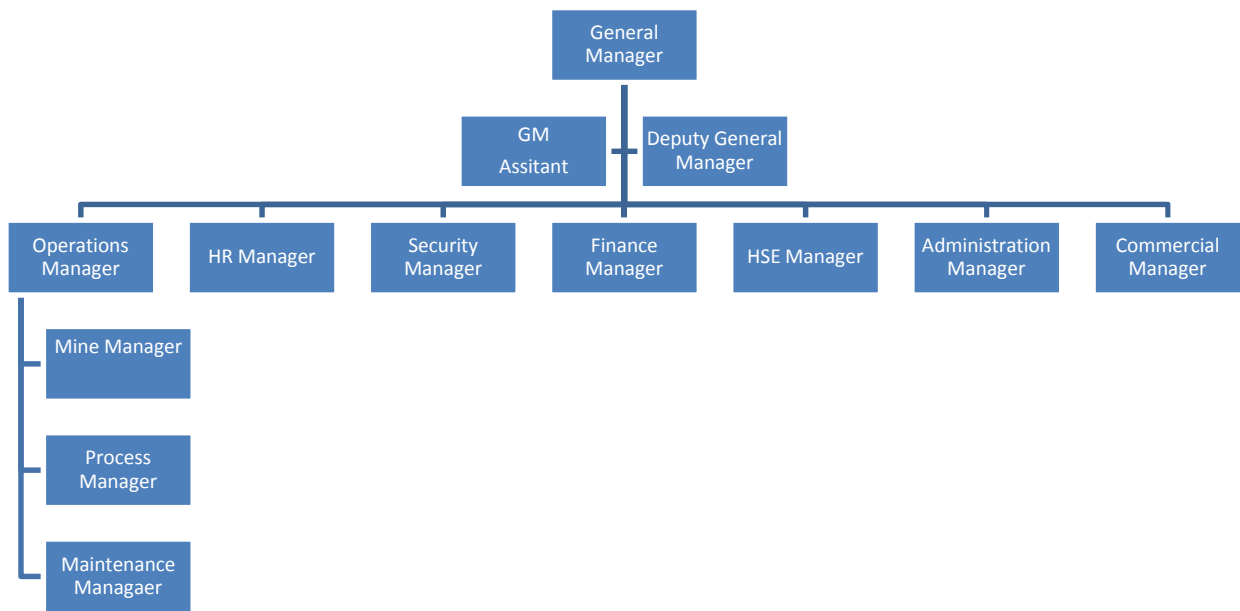 General
Manager
GM
Assitant
Deputy General
Manager
Operations
Manager
HR Manager
Security
Manager
Finance
Manager
HSE Manager
Administration
Manager
Commercial
Manager
Mine Manager
Process
Manager
Maintenance
Managaer